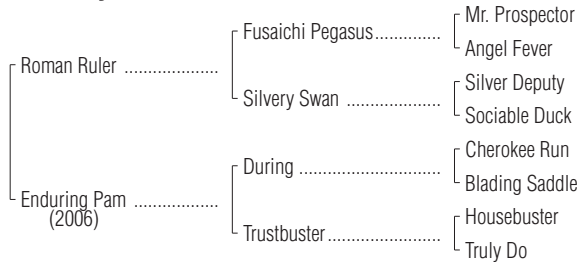 Mr. Prospector
Fusaichi Pegasus..............
Angel Fever
Roman Ruler ....................
Silver Deputy
Silvery Swan ....................
Sociable Duck
Cherokee Run
During ..............................
Blading Saddle
Enduring Pam ..................
(2006)
Housebuster
Trustbuster........................
Truly Do